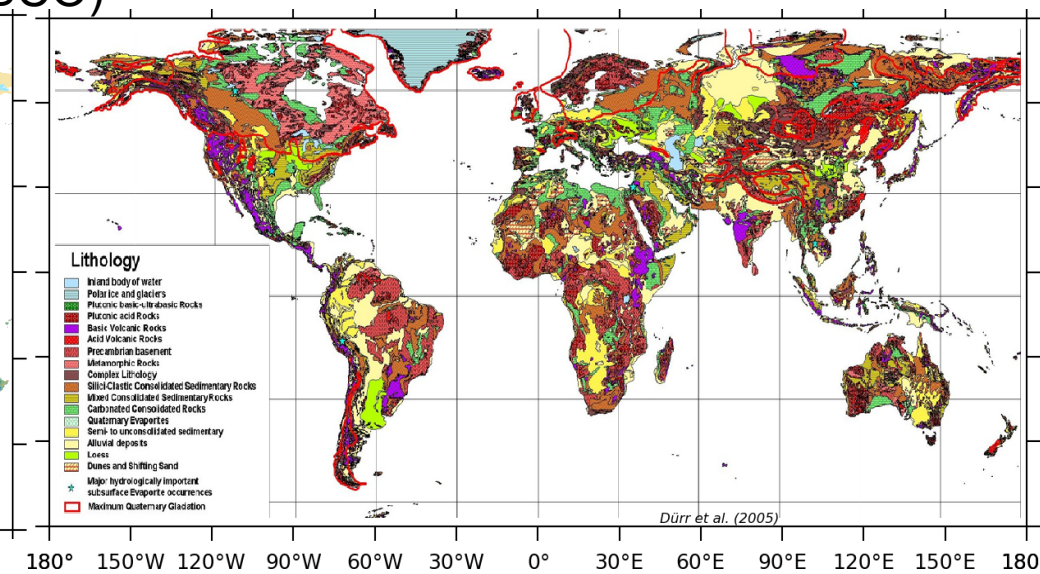 Lithology
Inland body of water
Polar ice and glaciers
Plutonic basic-ultrabasic Rocks
Plutonic acid Rocks
Basic Volcanic Rocks
Acid Volcanic Rocks
Precambrian basement
Metamorphic Rocks
Complex Lithology
Silici-Clastic Consolidated Sedimentary Rocks
Mixed Consolidated Sedimentary Rocks
Carbonated Consolidated Rocks
Quaternary Evaporites
Semi- to unconsolidated sedimentary
Alluvial deposits
Loess
Dunes and Shifting Sand
Major hydrologically important
subsurface Evaporite occurrences
Maximum Quaternary Glaciation
Dürr et al. (2005)
180° 150°W 120°W 90°W 60°W 30°W 0° 30°E 60°E 90°E 120°E 150°E 180